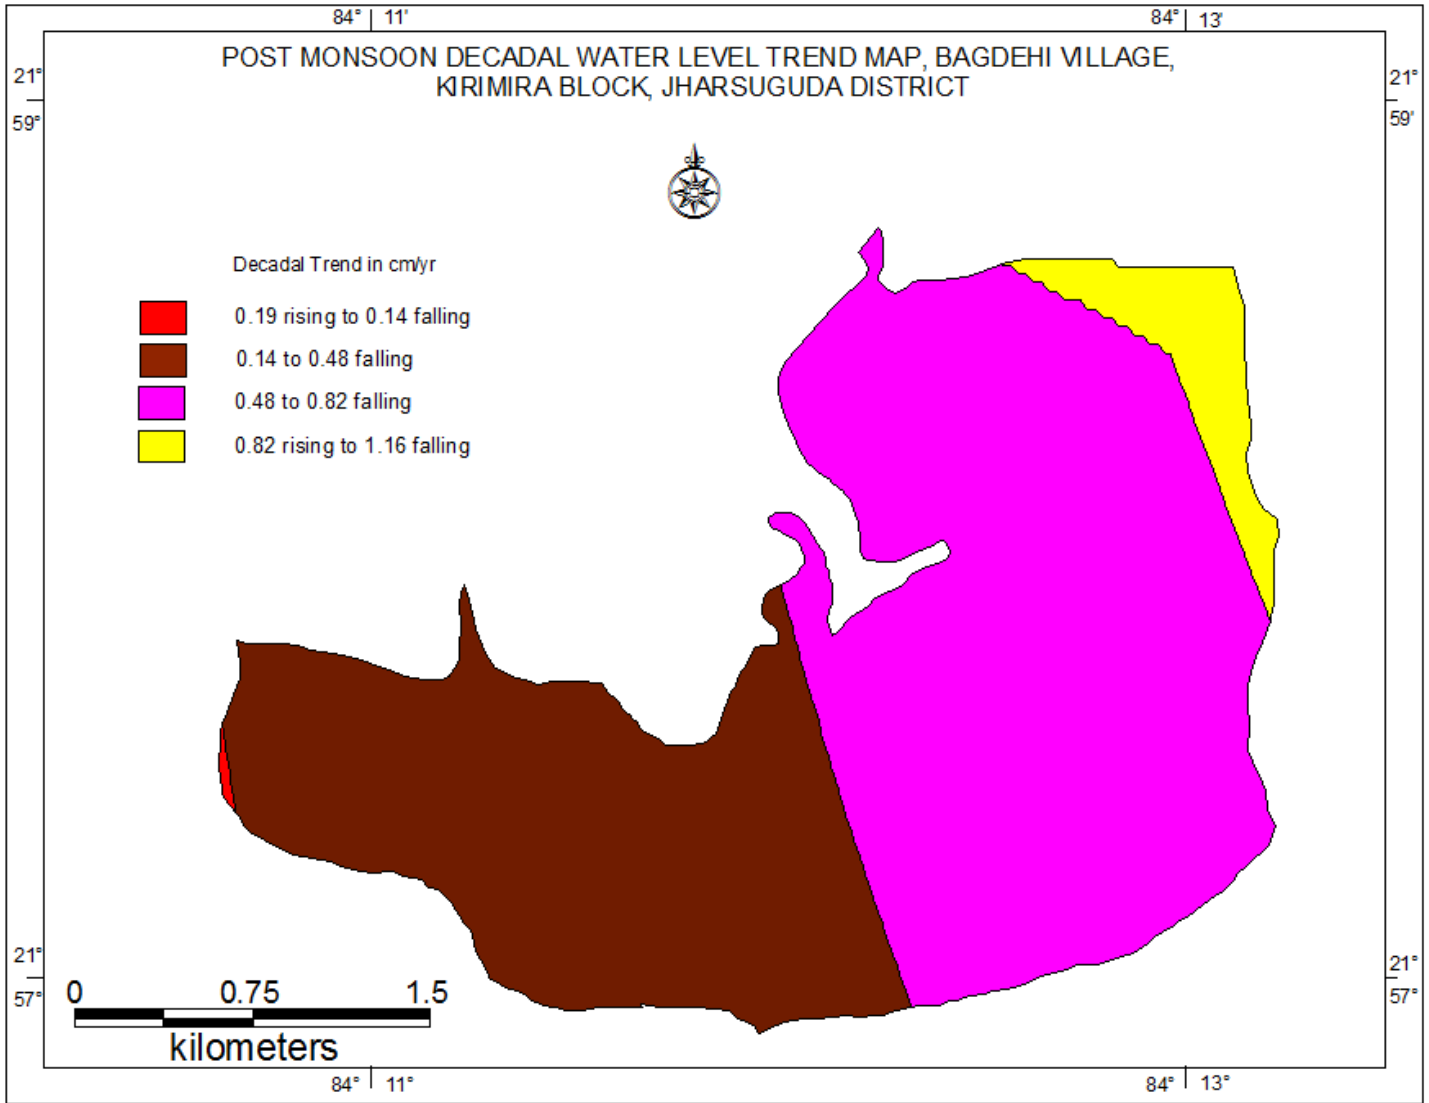 84° 11' 84° 13'
POST MONSOON DECADAL WATER LEVEL TREND MAP, BAGDEHI VILLAGE,
KIRIMIRA BLOCK, JHARSUGUDA DISTRICT
21° 21°
59° 59'
Decadal Trend in cm/yr
0.19 rising to 0.14 falling
0.14 to 0.48 falling
0.48 to 0.82 falling
0.82 rising to 1.16 falling
21° 21°
57° 57°
0 0.75 1.5
kilometers
84° 11° 84° 13°